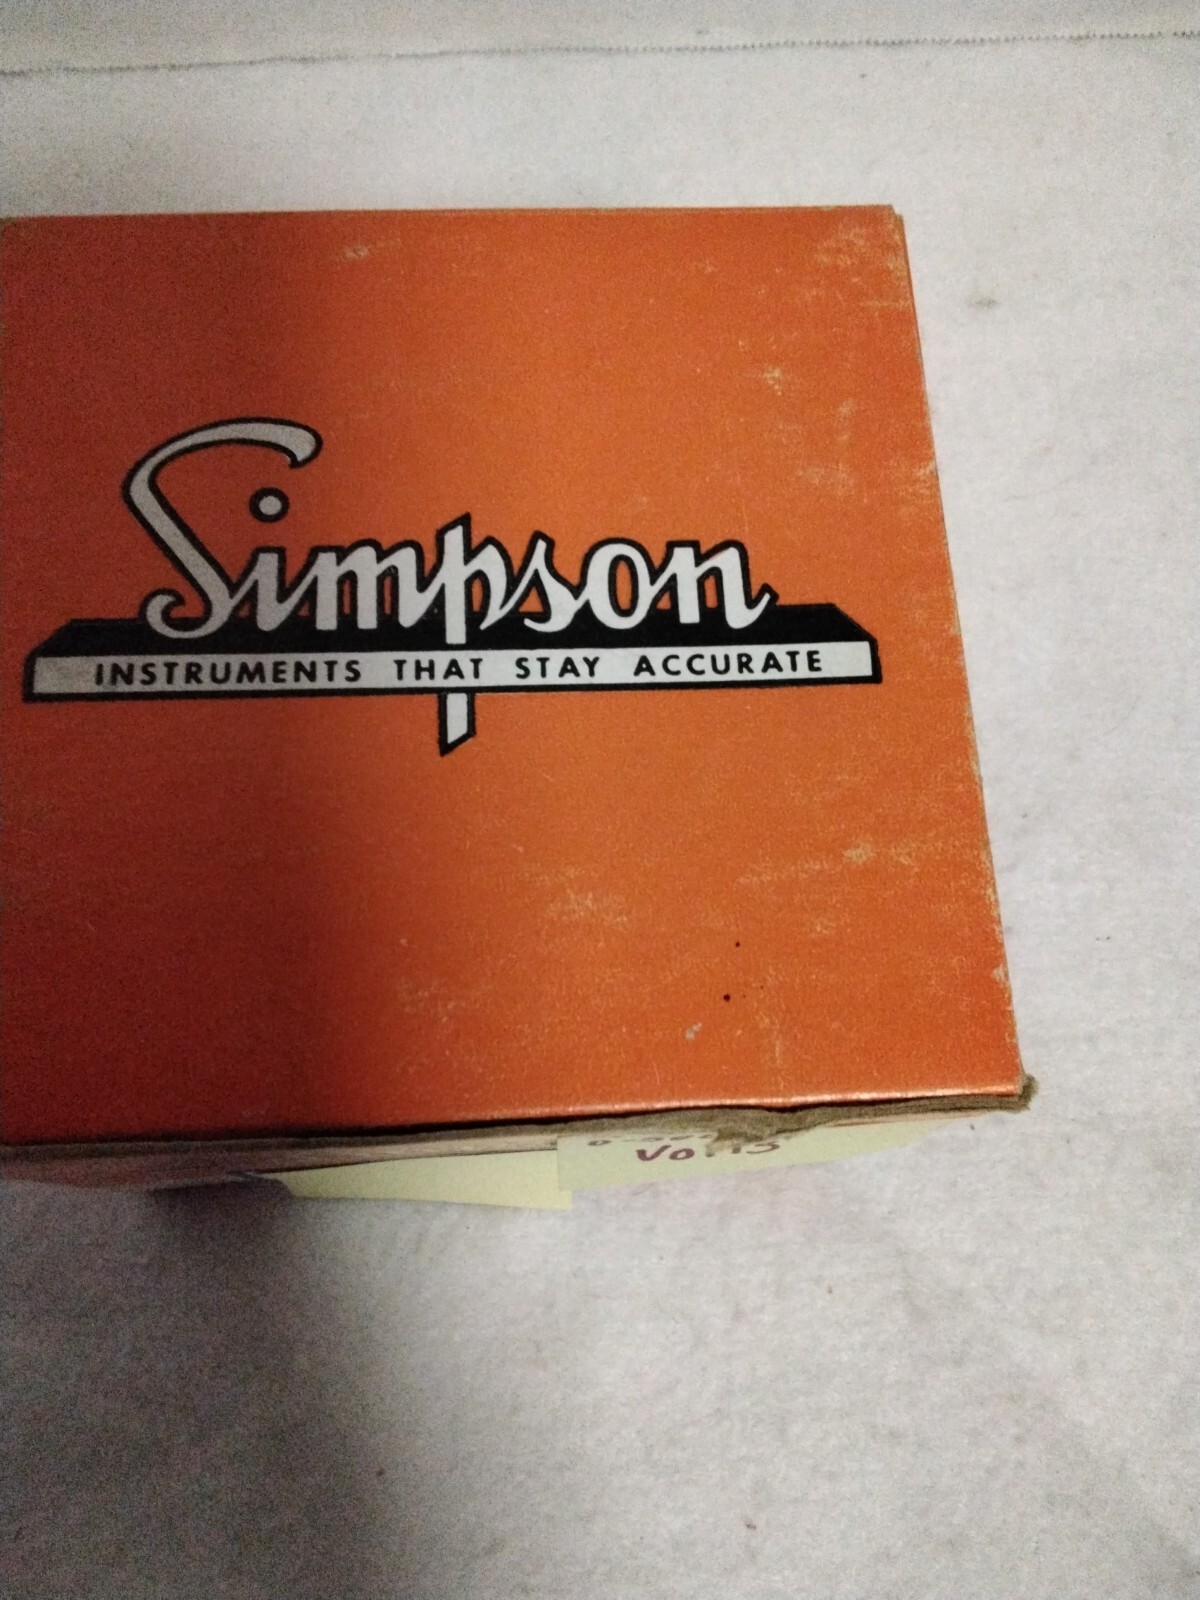 Simpson
INSTRUMENTS THAT STAY ACCURATE
VOLTS